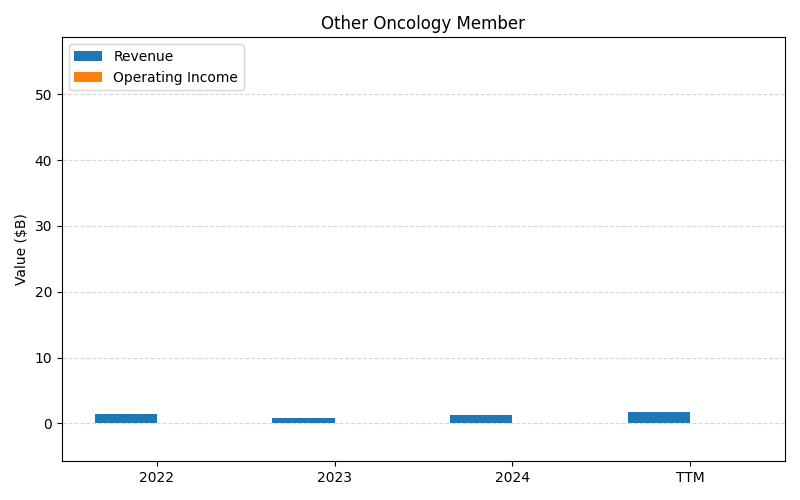 Other Oncology Member
Revenue
Operating Income
Value ($B)
50
40
30
20
10
0
2022 2023 2024 TTM